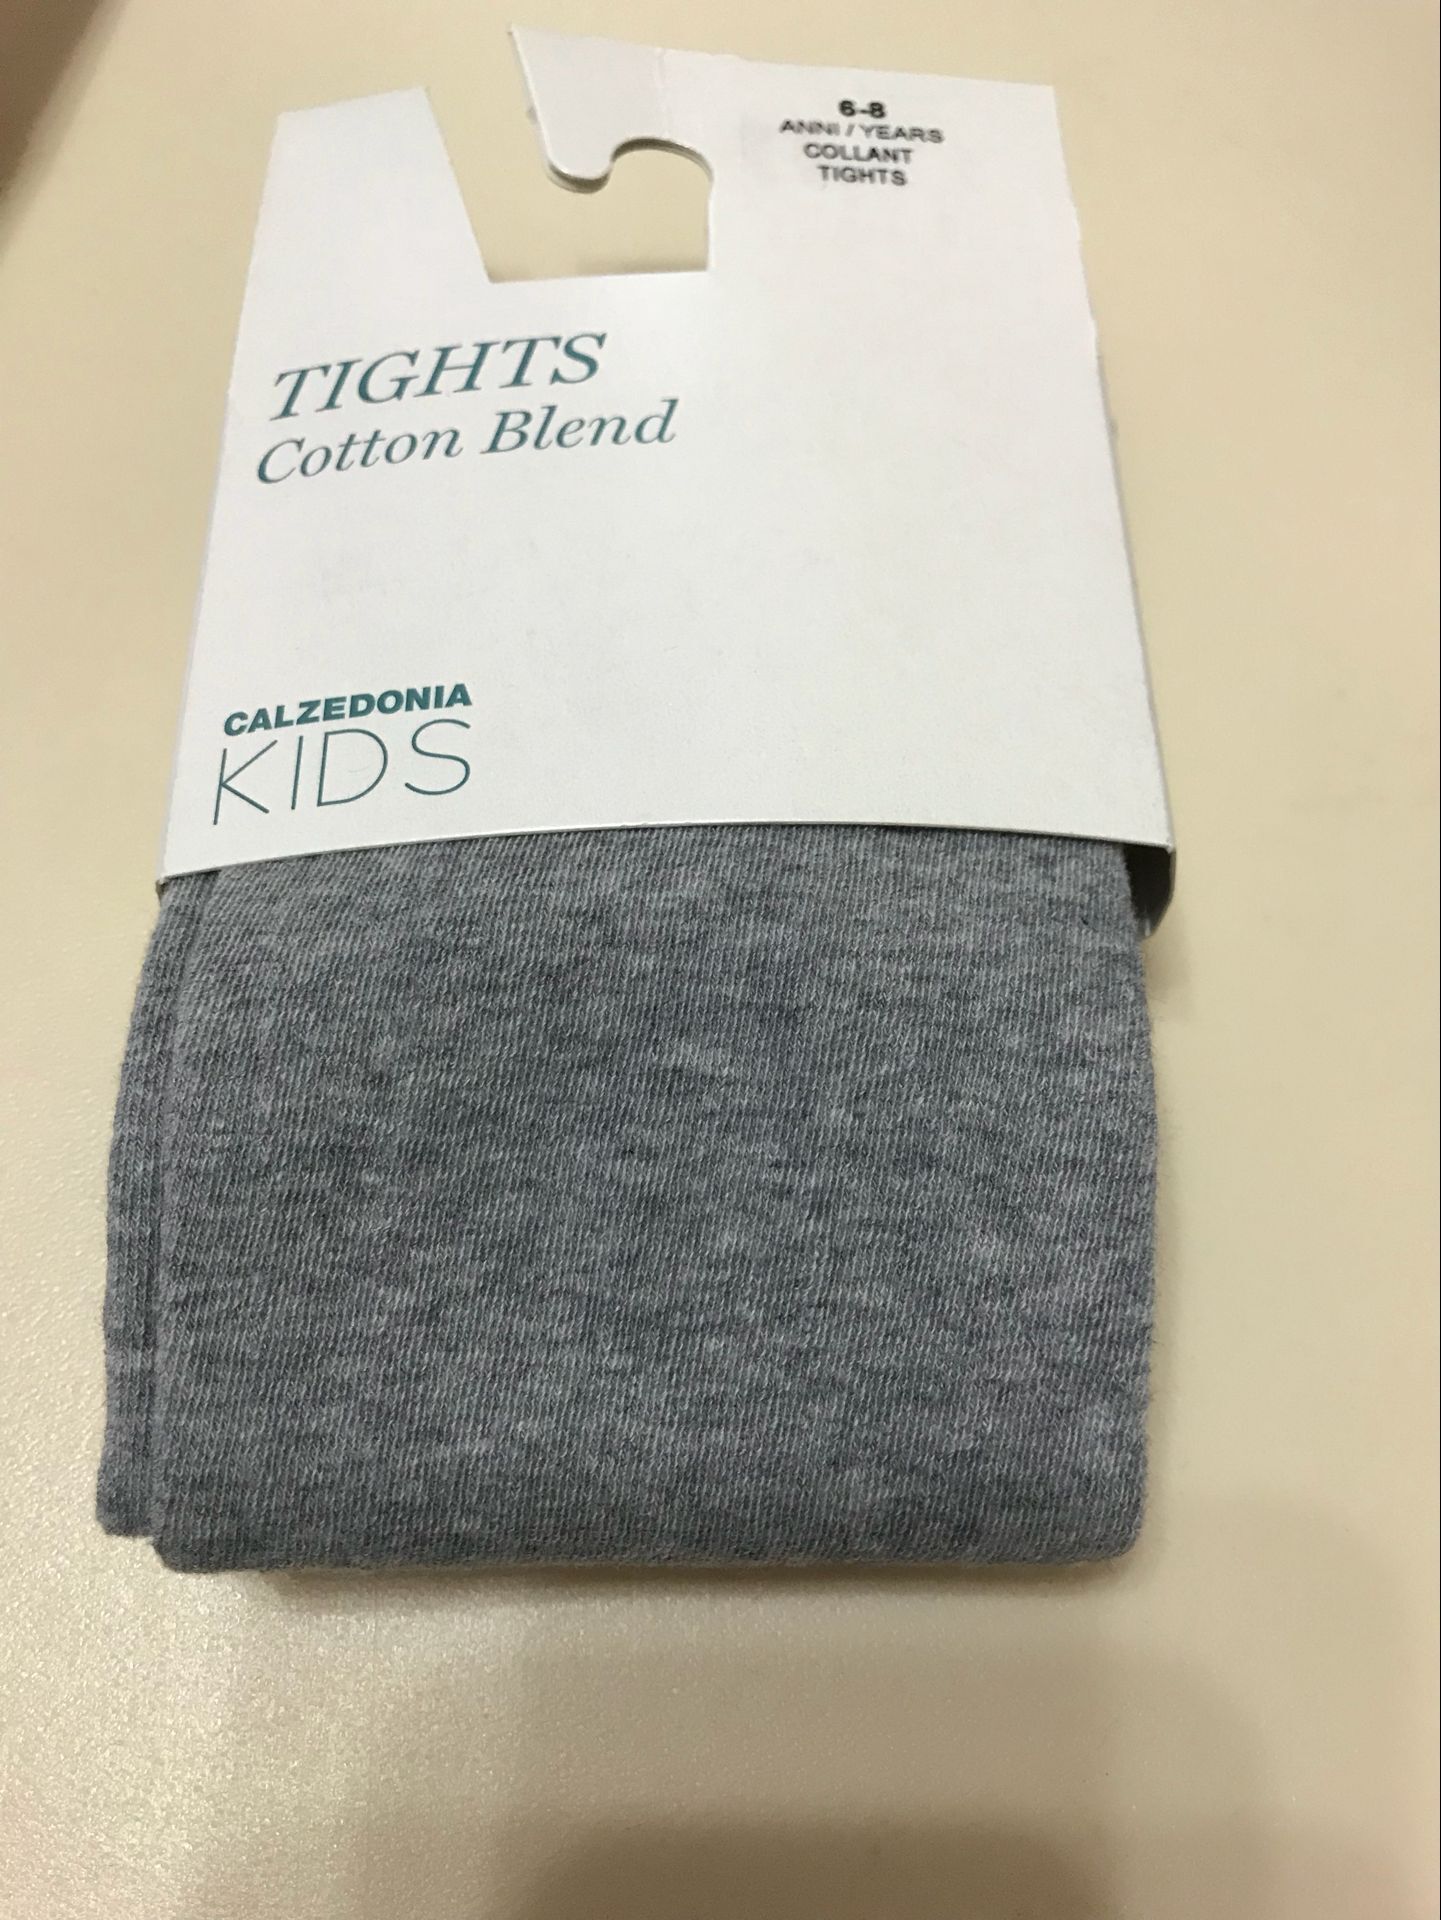 6-8
ANNI / YEARS
COLLANT
TIGHTS
TIGHTS
Cotton Blend
CALZEDONIA
KIDS